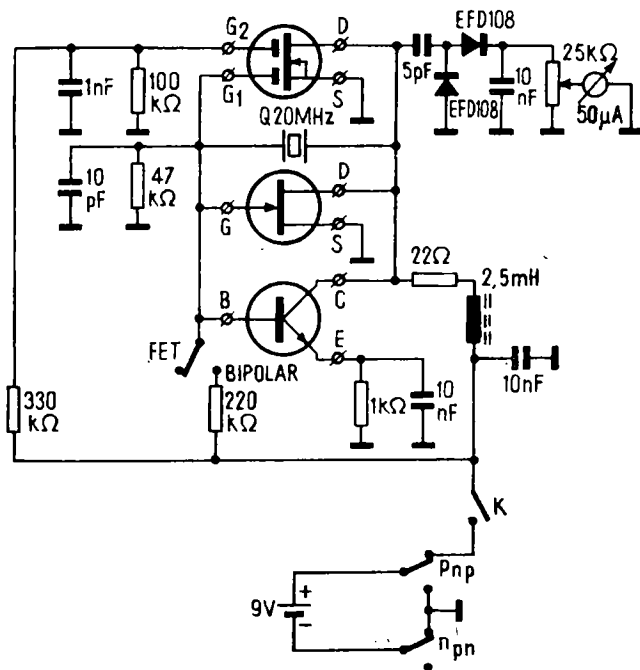 G2
D
EFD108
5pF
EFD108
10
nF
25kΩ
50μA
1nF
100
kΩ
G1
S
Q20MHz
10
pF
47
kΩ
D
G
S
22Ω
2,5mH
B
C
FET
E
BIPOLAR
330
kΩ
220
kΩ
1kΩ
10
nF
10nF
K
pnp
9V
+
-
npn